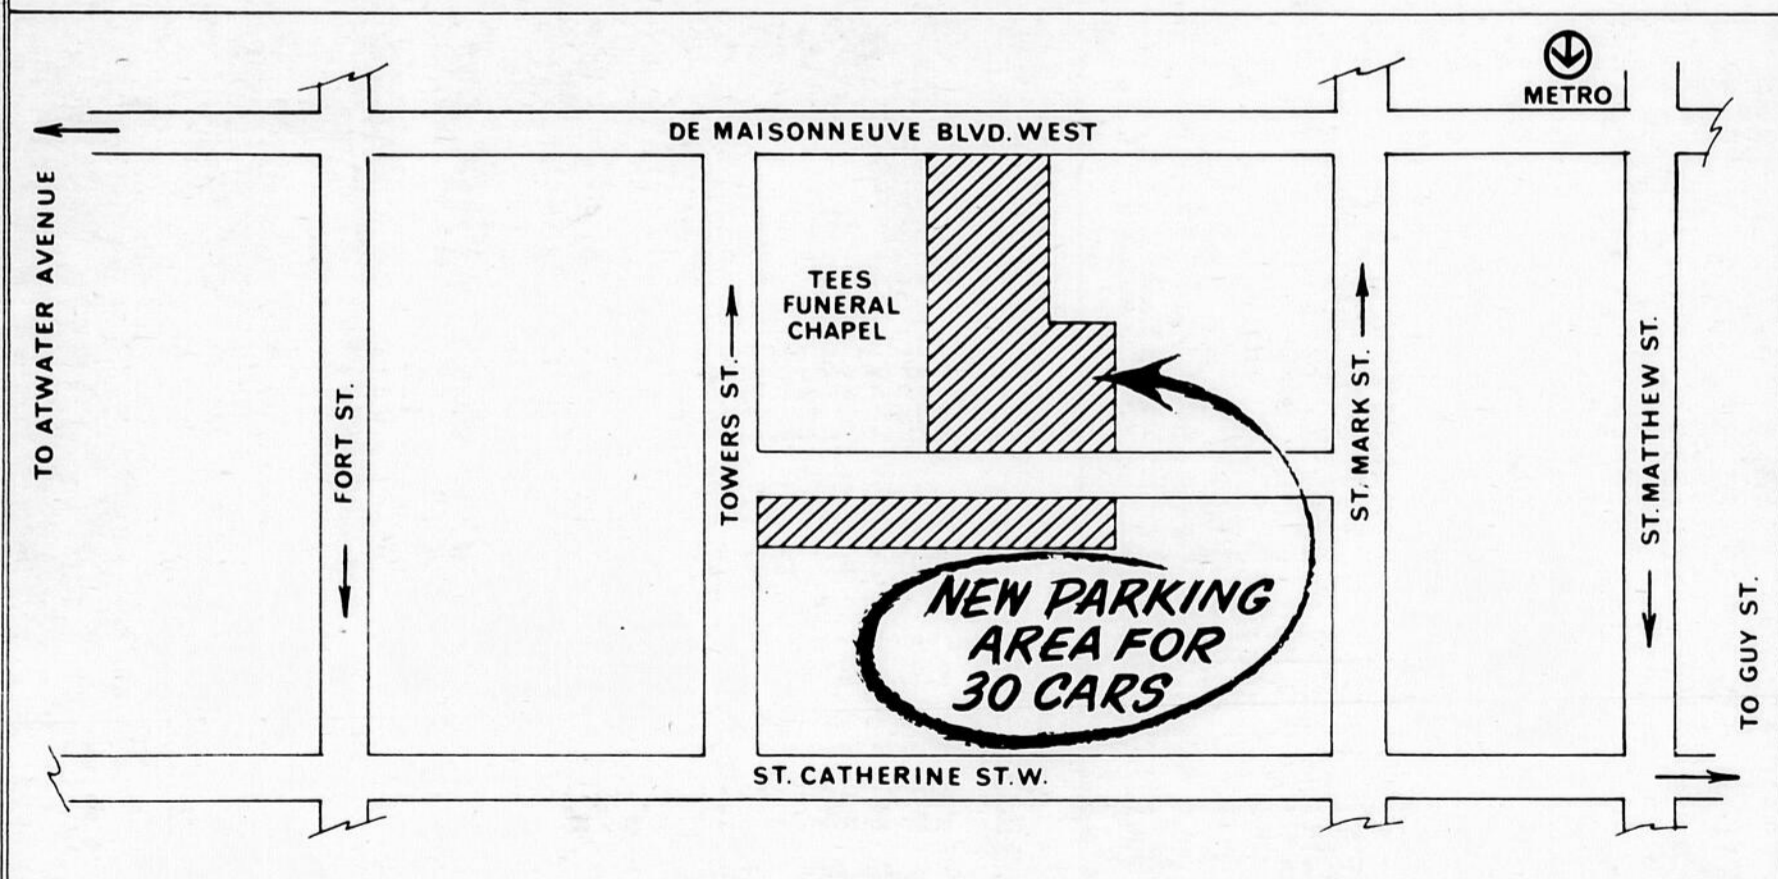 METRO
DE MAISONNEUVE BLVD. WEST
TO ATWATER AVENUE
FORT ST.
TOWERS ST.
TEES
FUNERAL
CHAPEL
ST. MARK ST.
ST. MATTHEW ST.
TO GUY ST.
NEW PARKING
AREA FOR
30 CARS
ST. CATHERINE ST. W.